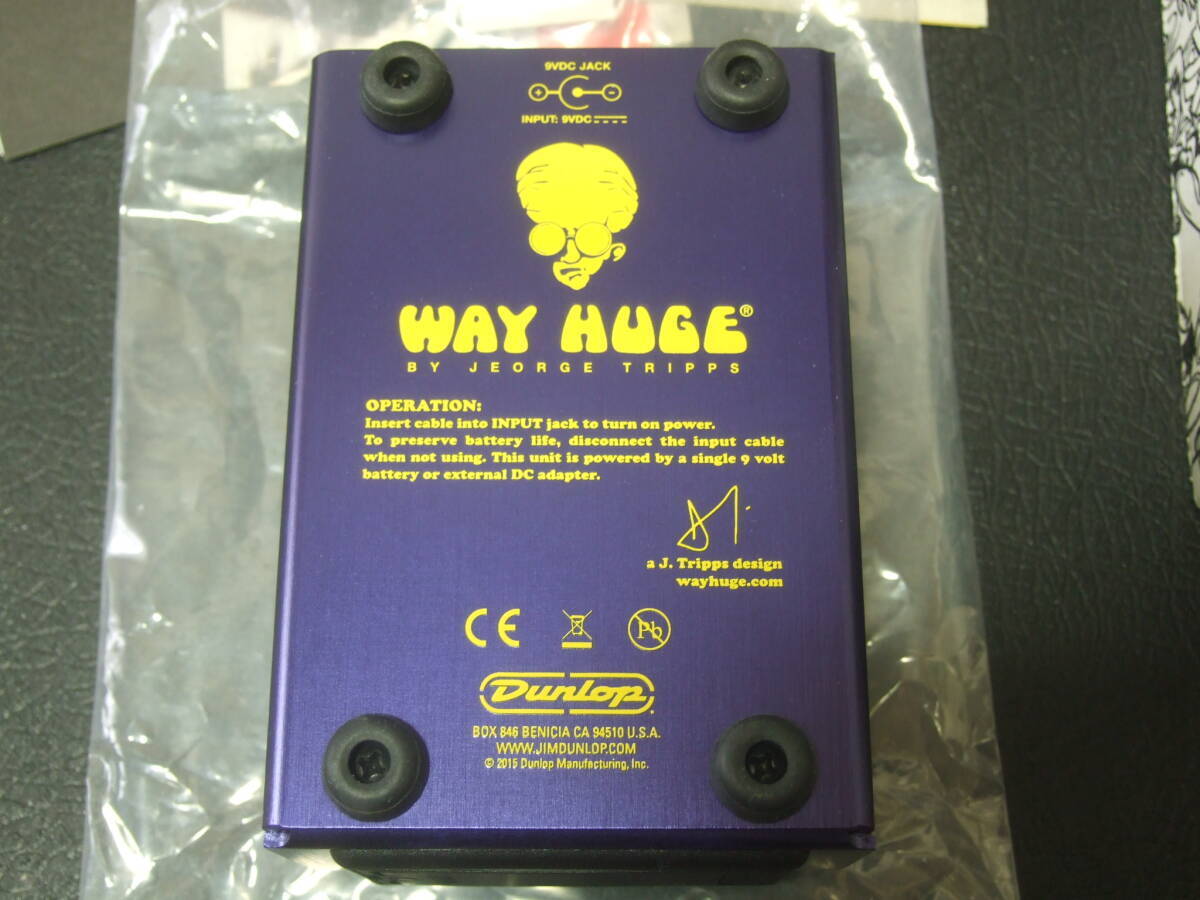 9VDC JACK
+ -
INPUT: 9VDC
WAY HUGE®
BY JEORGE TRIPPS
OPERATION:
Insert cable into INPUT jack to turn on power.
To preserve battery life, disconnect the input cable
when not using. This unit is powered by a single 9 volt
battery or external DC adapter.
a J. Tripps design
wayhuge.com
CE
Pb
Dunlop
BOX 846 BENICIA CA 94510 U.S.A.
WWW.JIMDUNLOP.COM
© 2015 Dunlop Manufacturing, Inc.